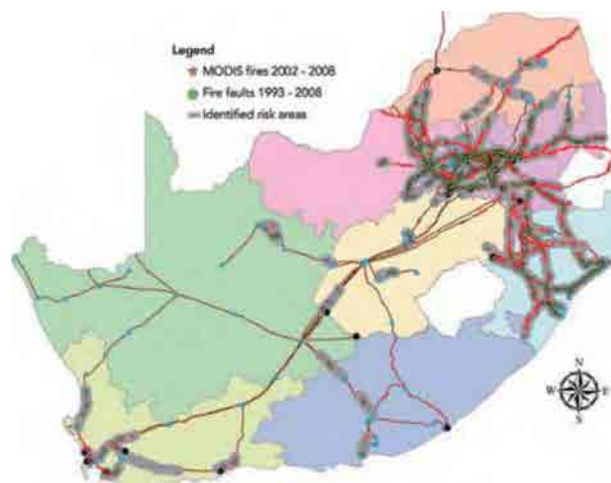 Legend
MODIS fires 2002 - 2008
Fire faults 1993 - 2008
Identified risk areas
N
W E
S